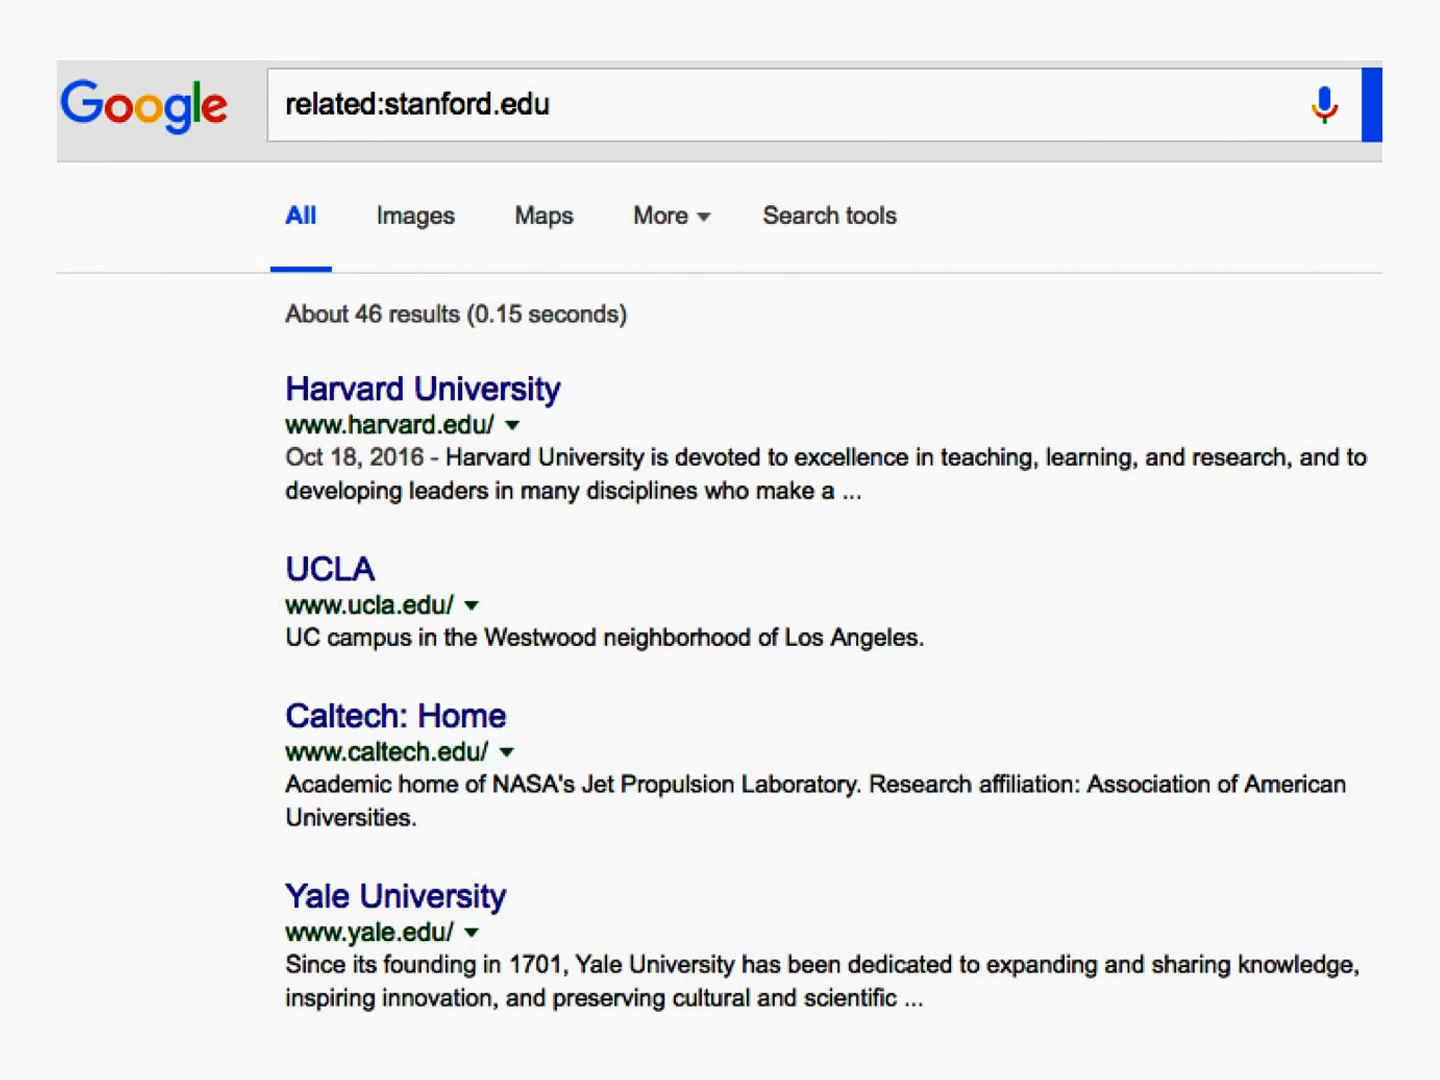 Google related:stanford.edu
All Images Maps More Search tools
About 46 results (0.15 seconds)
Harvard University
www.harvard.edu/
Oct 18, 2016 - Harvard University is devoted to excellence in teaching, learning, and research, and to
developing leaders in many disciplines who make a ...
UCLA
www.ucla.edu/
UC campus in the Westwood neighborhood of Los Angeles.
Caltech: Home
www.caltech.edu/
Academic home of NASA's Jet Propulsion Laboratory. Research affiliation: Association of American
Universities.
Yale University
www.yale.edu/
Since its founding in 1701, Yale University has been dedicated to expanding and sharing knowledge,
inspiring innovation, and preserving cultural and scientific ...